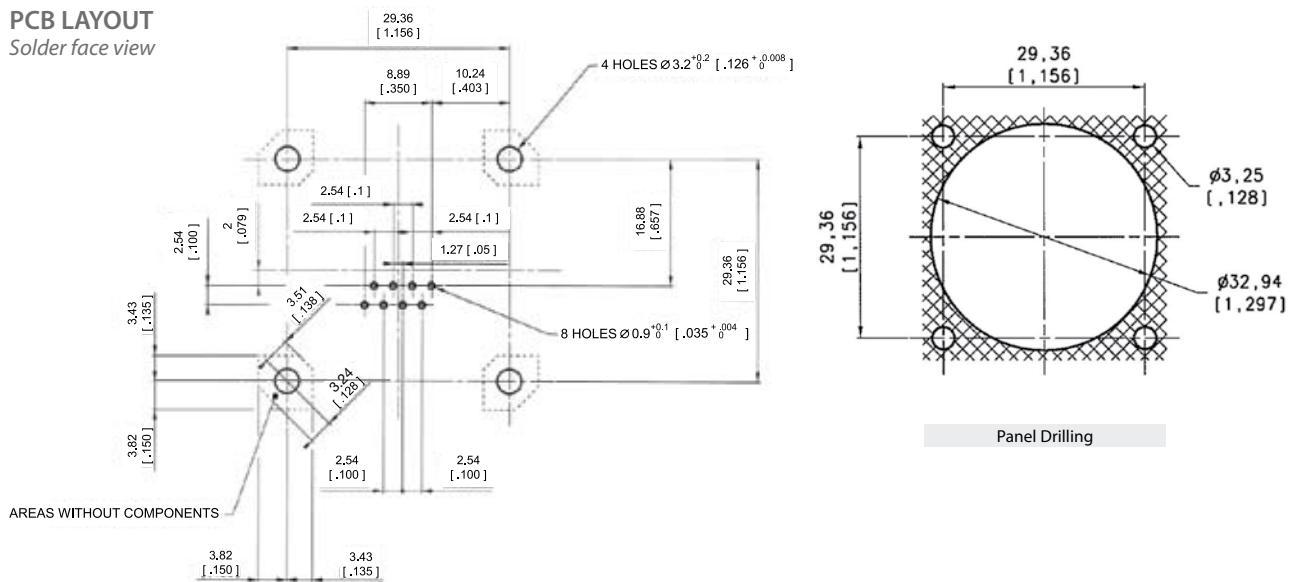 PCB LAYOUT
Solder face view
29.36
[1.156]
8.89
[ .350]
10.24
[ .403]
4 HOLES Ø 3.2 +0.2 0 [ .126 + 0.008 0 ]
2.54 [ .1 ]
2.54 [ .1 ]
2.54 [ .1 ]
1.27 [ .05 ]
2.54
[ .100]
2
[ .079]
16.88
[ .657]
29.36
[ 1.156]
3.43
[ .135]
3.51
[ .138]
8 HOLES Ø 0.9 +0.1 0 [ .035 + .004 0 ]
3.24
[ .128]
3.82
[ .150]
2.54
[ .100 ]
2.54
[ .100 ]
AREAS WITHOUT COMPONENTS
3.82
[ .150 ]
3.43
[ .135 ]
29,36
[1,156]
29,36
[1,156]
ø3,25
[,128]
ø32,94
[1,297]
Panel Drilling